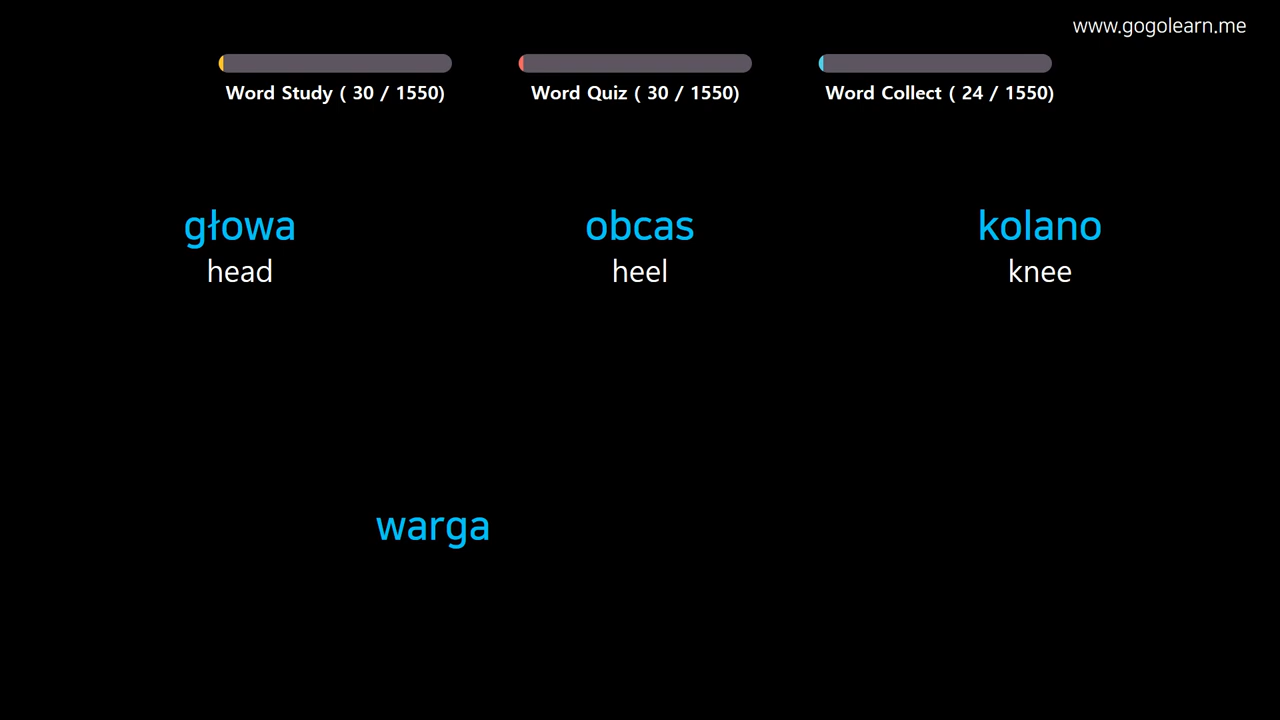 www.gogolearn.me
Word Study ( 30 / 1550)
Word Quiz ( 30 / 1550)
Word Collect ( 24 / 1550)
głowa
head
obcas
heel
kolano
knee
warga